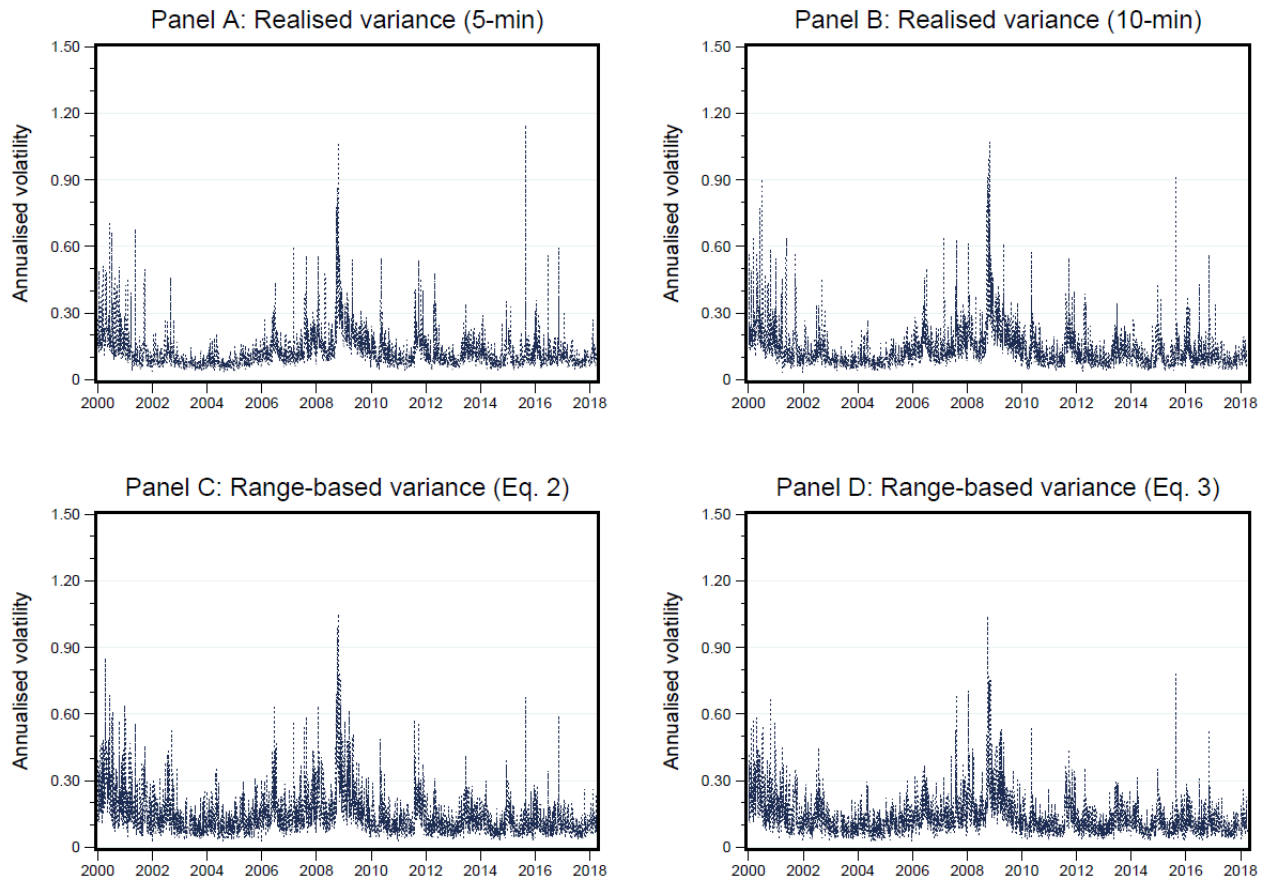 Panel A: Realised variance (5-min)
Annualised volatility
1.50
1.20
0.90
0.60
0.30
0
2000 2002 2004 2006 2008 2010 2012 2014 2016 2018
Panel B: Realised variance (10-min)
Annualised volatility
1.50
1.20
0.90
0.60
0.30
0
2000 2002 2004 2006 2008 2010 2012 2014 2016 2018
Panel C: Range-based variance (Eq. 2)
Annualised volatility
1.50
1.20
0.90
0.60
0.30
0
2000 2002 2004 2006 2008 2010 2012 2014 2016 2018
Panel D: Range-based variance (Eq. 3)
Annualised volatility
1.50
1.20
0.90
0.60
0.30
0
2000 2002 2004 2006 2008 2010 2012 2014 2016 2018